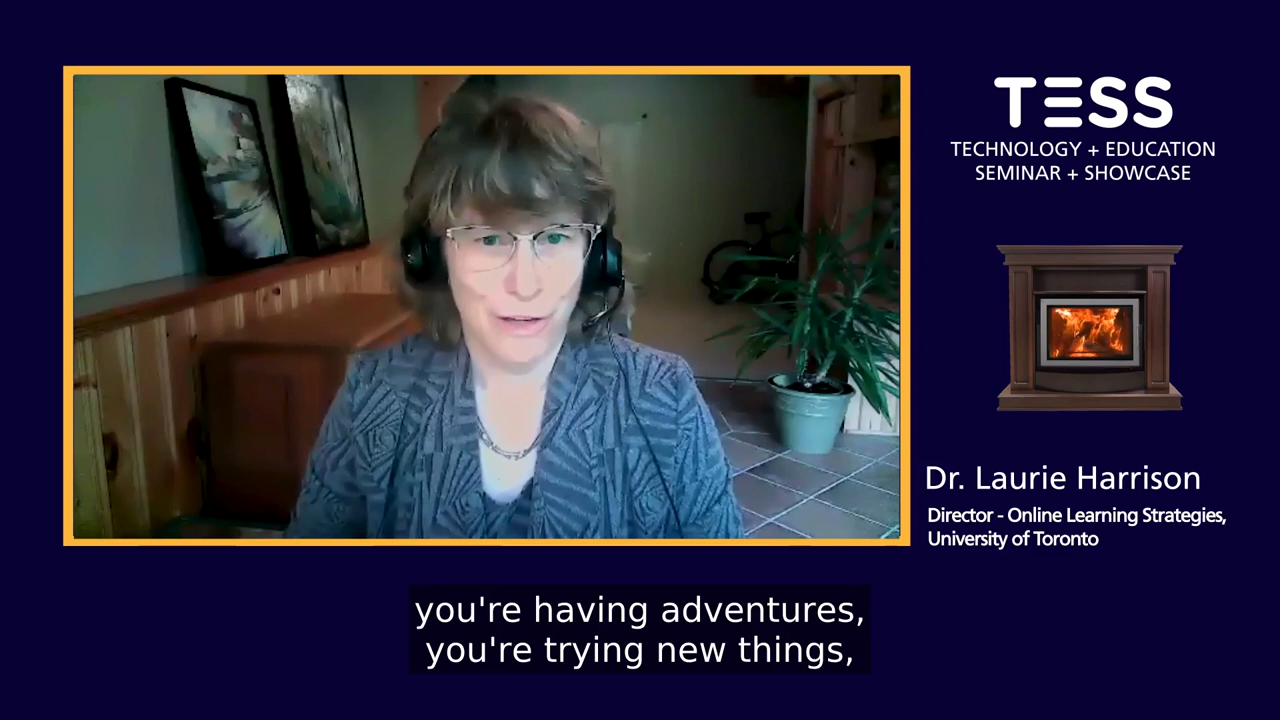 TESS
TECHNOLOGY + EDUCATION
SEMINAR + SHOWCASE
Dr. Laurie Harrison
Director - Online Learning Strategies,
University of Toronto
you're having adventures,
you're trying new things,